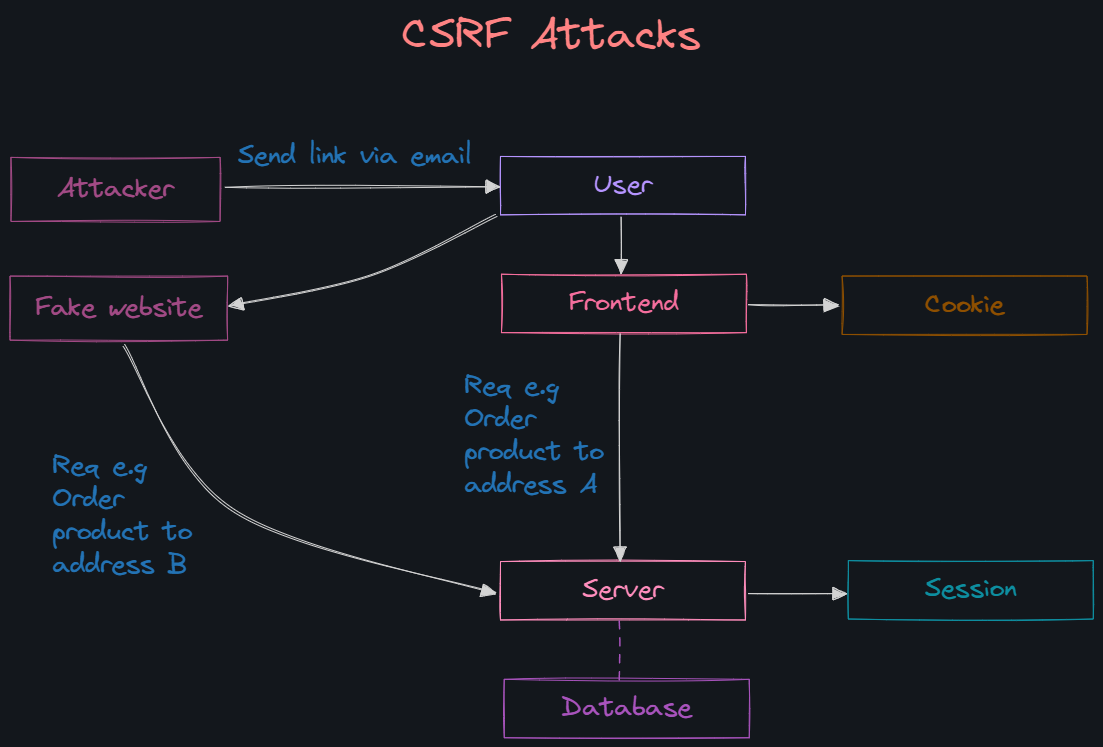 CSRF Attacks
Send link via email
Attacker
User
Fake website
Frontend
Cookie
Req e.g
Order
product to
address A
Req e.g
Order
product to
address B
Server
Session
Database